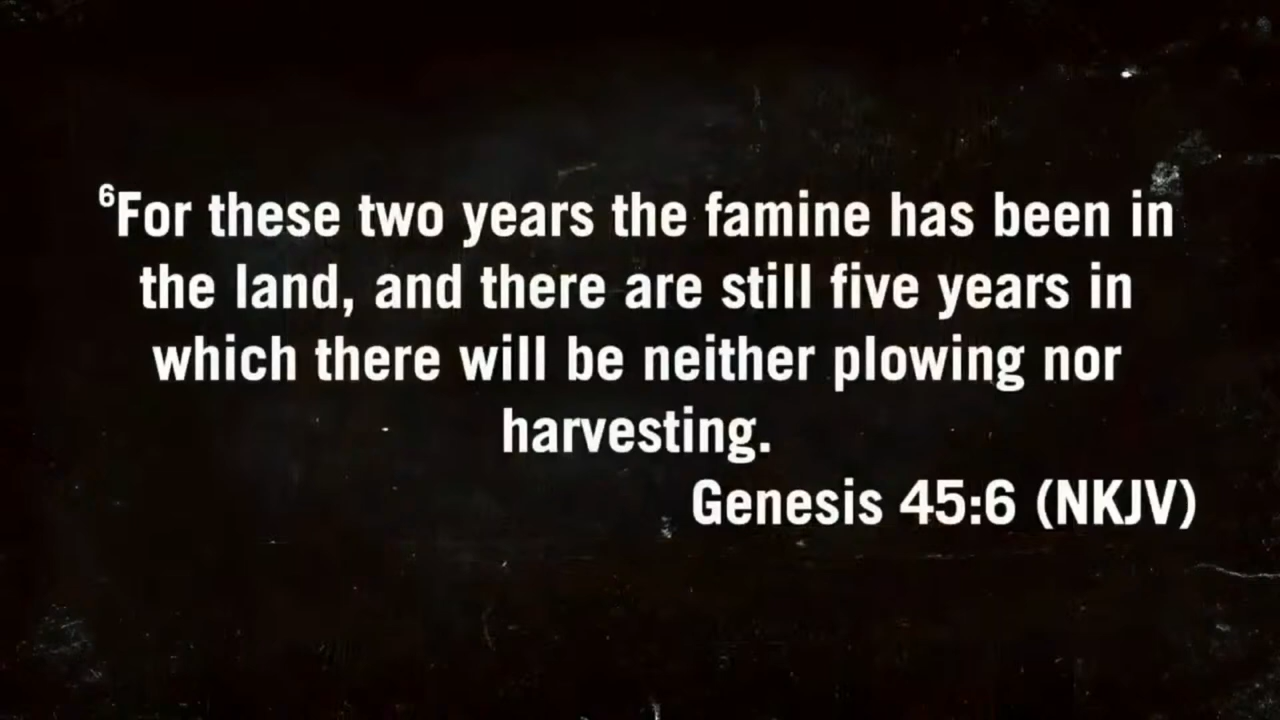 ⁶For these two years the famine has been in
the land, and there are still five years in
which there will be neither plowing nor
harvesting.
Genesis 45:6 (NKJV)